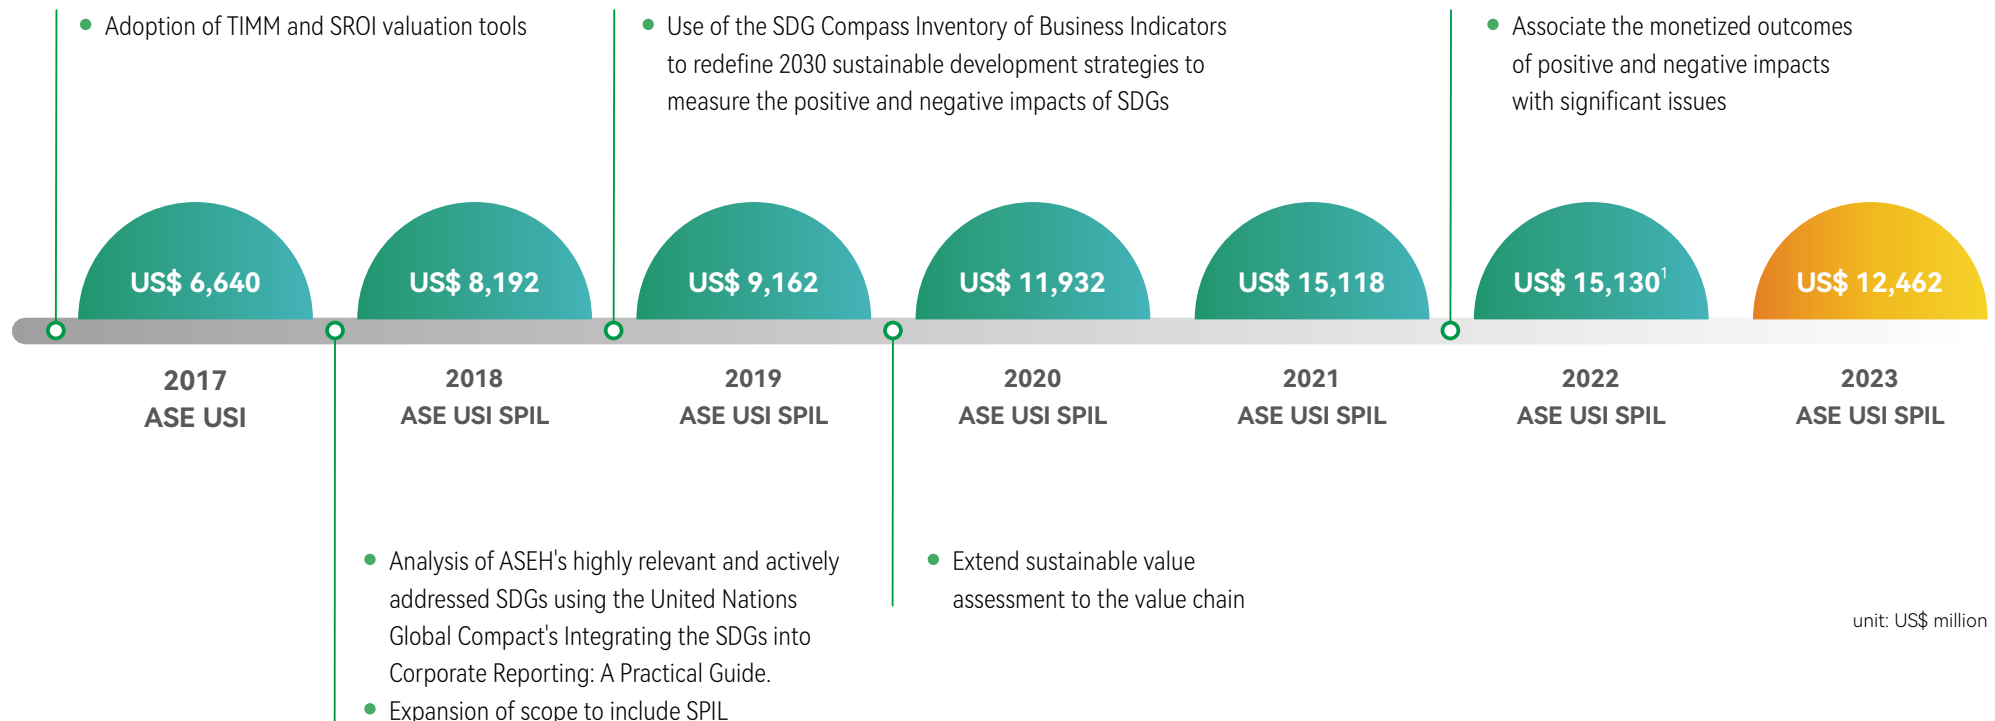 Adoption of TIMM and SROI valuation tools
Use of the SDG Compass Inventory of Business Indicators
to redefine 2030 sustainable development strategies to
measure the positive and negative impacts of SDGs
Associate the monetized outcomes
of positive and negative impacts
with significant issues
US$ 6,640
US$ 8,192
US$ 9,162
US$ 11,932
US$ 15,118
US$ 15,130¹
US$ 12,462
2017
ASE USI
2018
ASE USI SPIL
2019
ASE USI SPIL
2020
ASE USI SPIL
2021
ASE USI SPIL
2022
ASE USI SPIL
2023
ASE USI SPIL
Analysis of ASEH's highly relevant and actively
addressed SDGs using the United Nations
Global Compact's Integrating the SDGs into
Corporate Reporting: A Practical Guide.
Expansion of scope to include SPIL
Extend sustainable value
assessment to the value chain
unit: US$ million